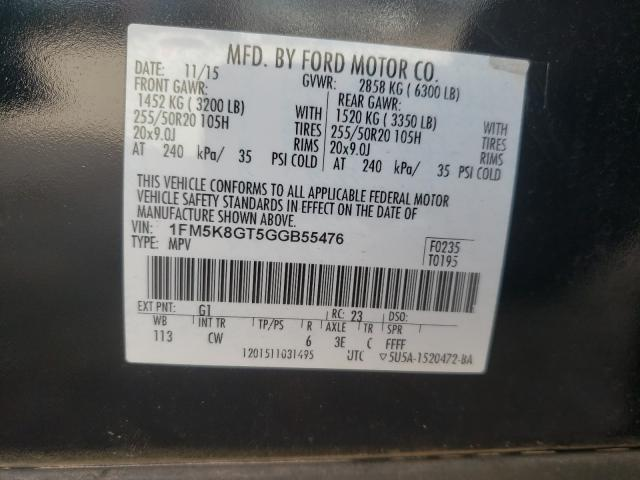 MFD. BY FORD MOTOR CO.
DATE: 11/15
GVWR: 2858 KG ( 6300 LB)
FRONT GAWR:
REAR GAWR:
1452 KG ( 3200 LB) WITH
1520 KG ( 3350 LB) WITH
255/50R20 105H TIRES
255/50R20 105H TIRES
20x9.0J RIMS
20x9.0J RIMS
AT 240 kPa/ 35 PSI COLD
AT 240 kPa/ 35 PSI COLD
THIS VEHICLE CONFORMS TO ALL APPLICABLE FEDERAL MOTOR
VEHICLE SAFETY STANDARDS IN EFFECT ON THE DATE OF
MANUFACTURE SHOWN ABOVE.
VIN: 1FM5K8GT5GGB55476
TYPE: MPV
F0235
T0195
EXT PNT: G1 RC: 23 DSO:
WB INT TR TP/PS R AXLE TR SPR
113 CW 6 3E C FFFF
1201511031495 UTC ▽5U5A-1520472-BA